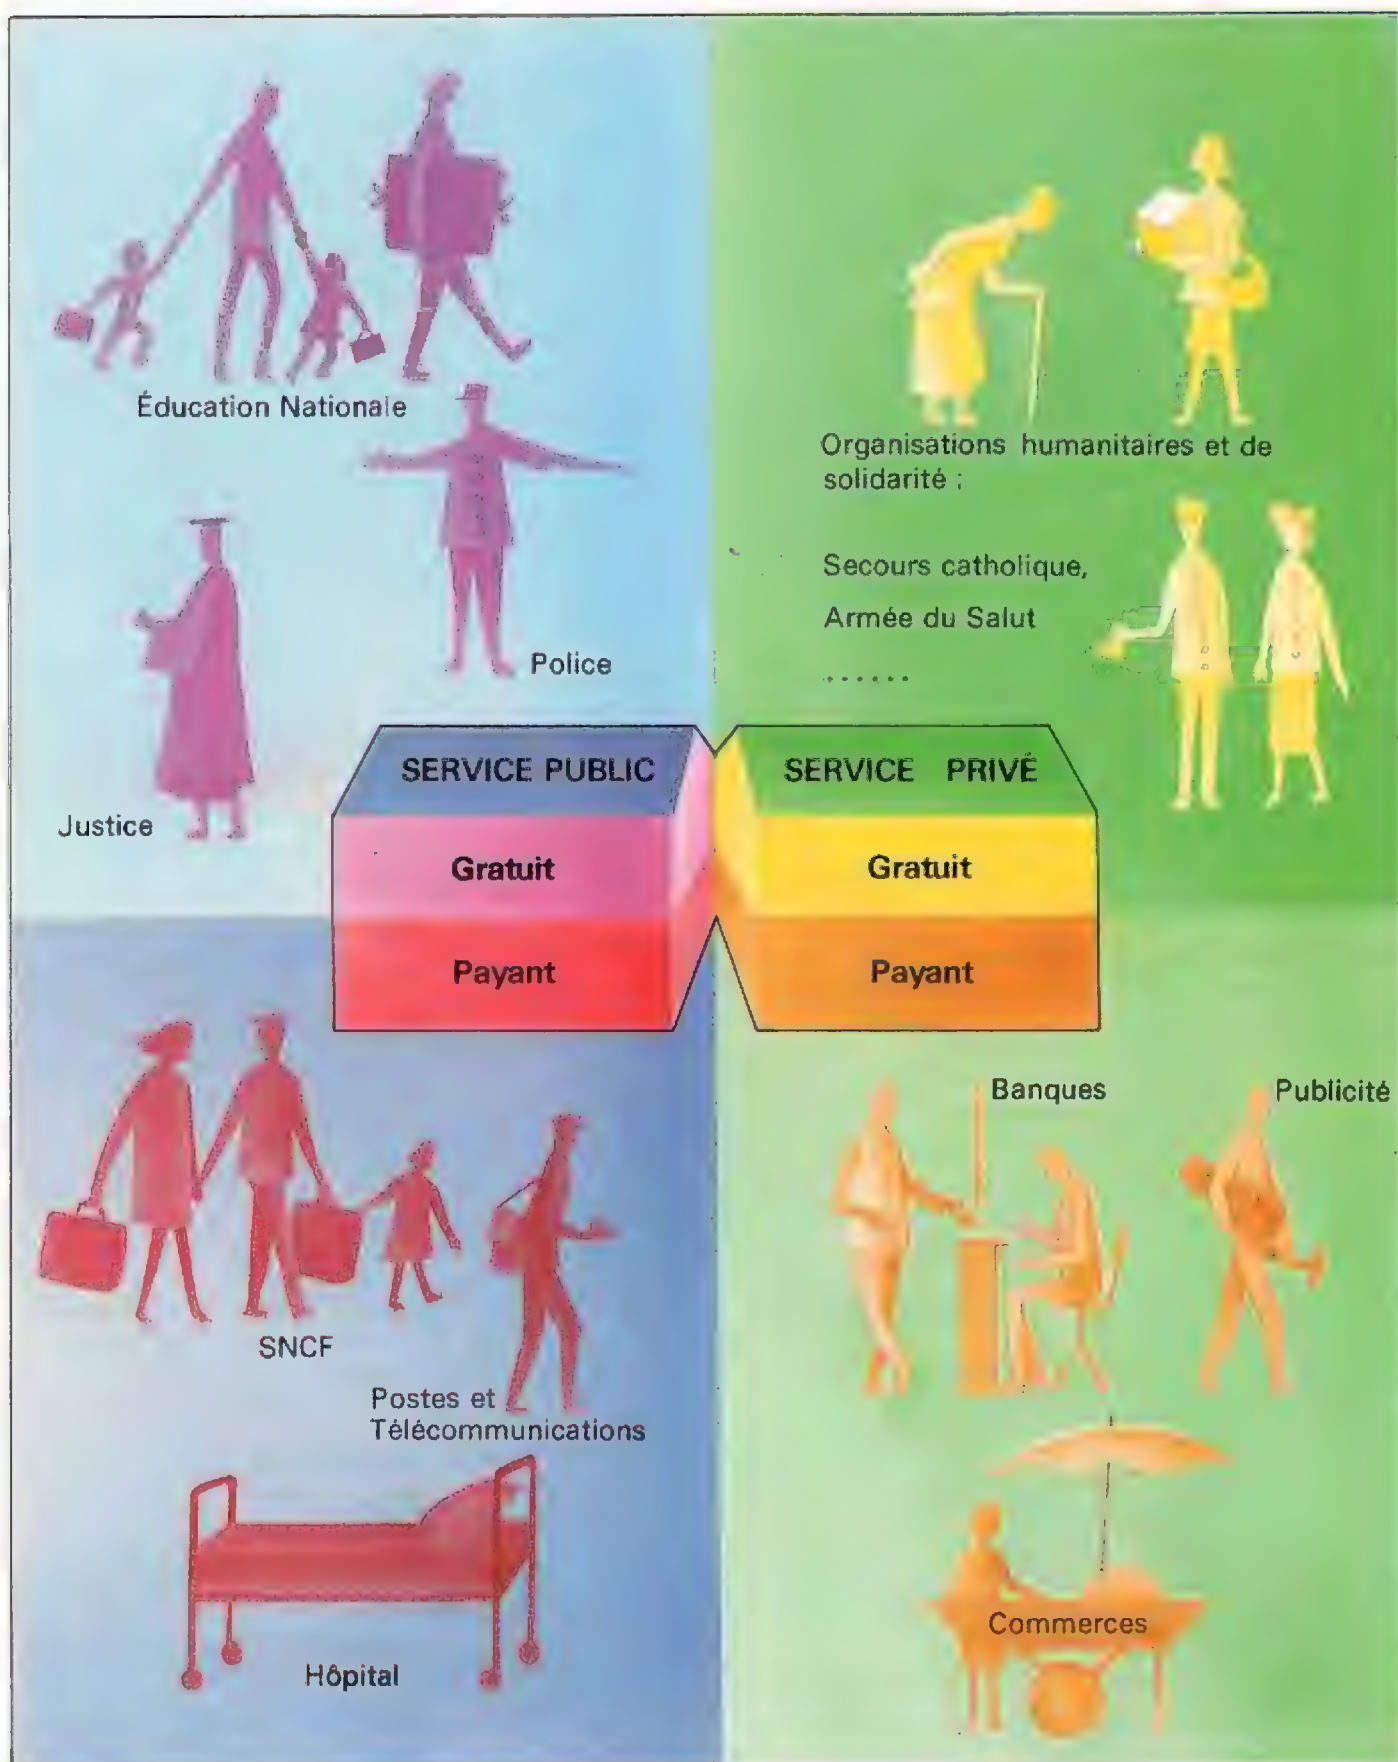 Éducation Nationale
Police
Justice
Organisations humanitaires et de
solidarité :
Secours catholique,
Armée du Salut
......
SERVICE PUBLIC
Gratuit
Payant
SERVICE PRIVÉ
Gratuit
Payant
SNCF
Postes et
Télécommunications
Hôpital
Banques
Publicité
Commerces